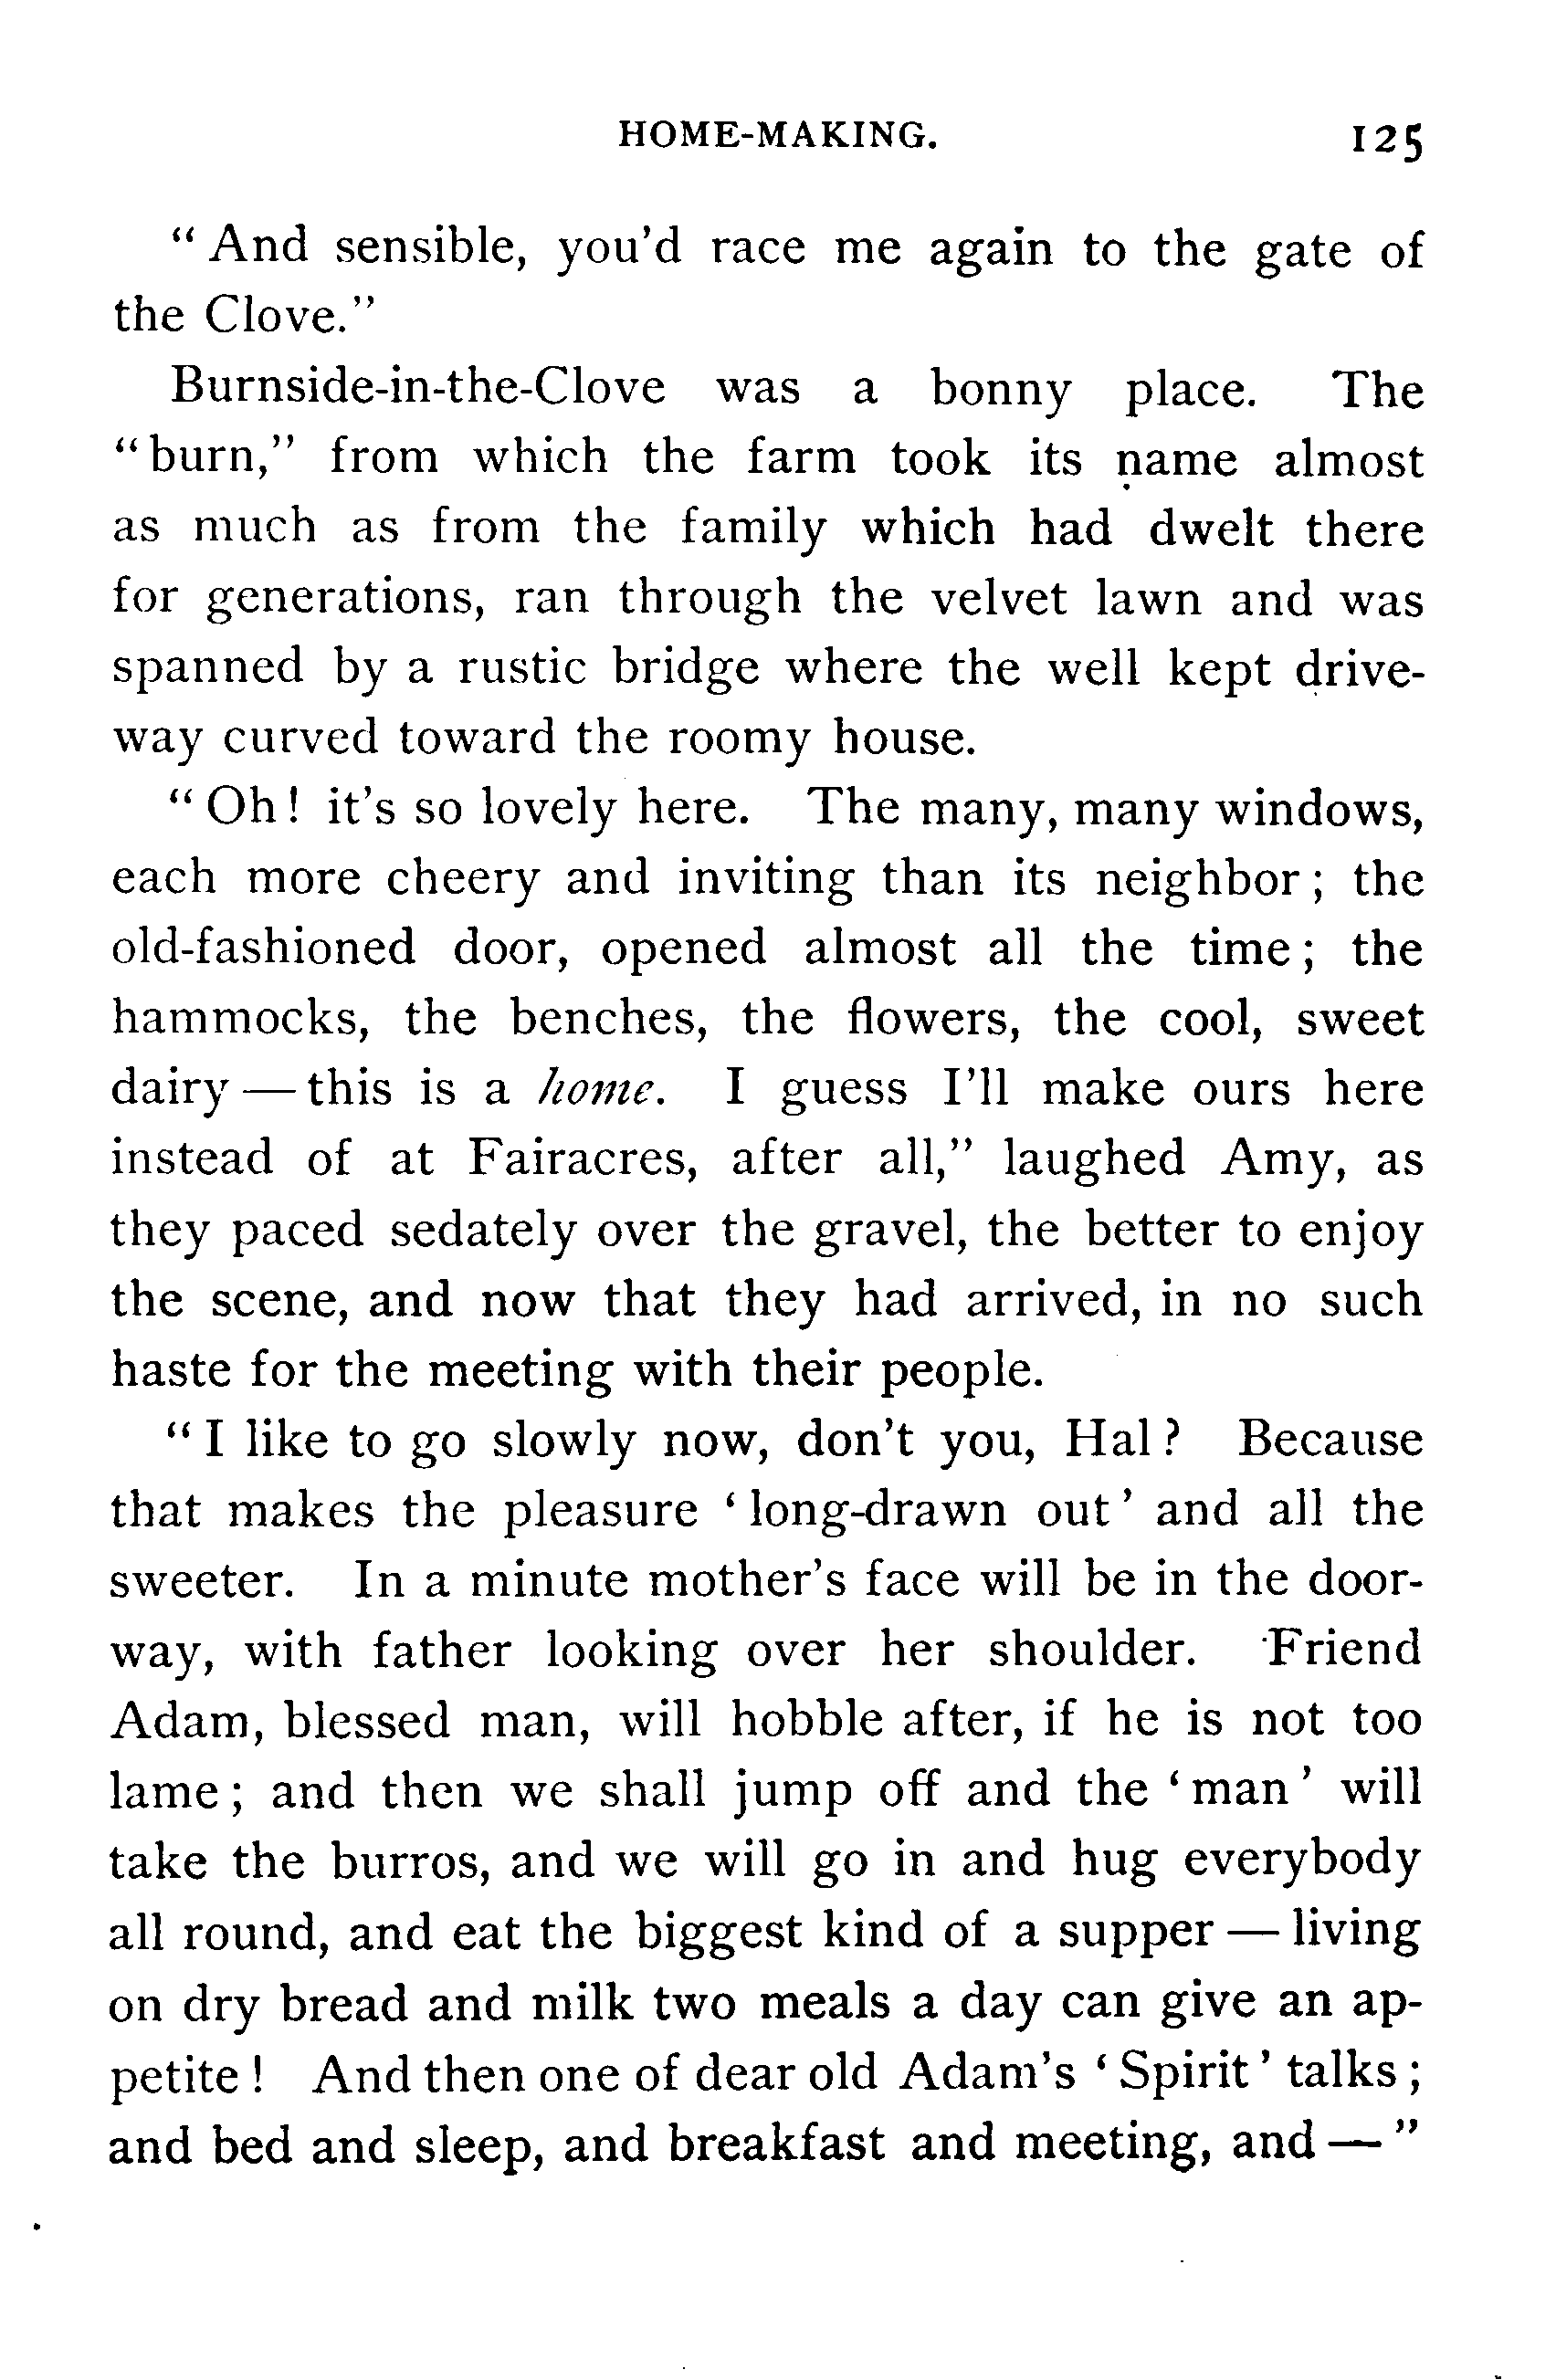 HOME-MAKING. 125
“ And sensible, you’d race me again to the gate of
the Clove.”
Burnside-in-the-Clove was a bonny place. The
“burn,” from which the farm took its name almost
as much as from the family which had dwelt there
for generations, ran through the velvet lawn and was
spanned by a rustic bridge where the well kept drive-
way curved toward the roomy house.
“ Oh ! it’s so lovely here. The many, many windows,
each more cheery and inviting than its neighbor ; the
old-fashioned door, opened almost all the time ; the
hammocks, the benches, the flowers, the cool, sweet
dairy — this is a home. I guess I’ll make ours here
instead of at Fairacres, after all,” laughed Amy, as
they paced sedately over the gravel, the better to enjoy
the scene, and now that they had arrived, in no such
haste for the meeting with their people.
“ I like to go slowly now, don’t you, Hal ? Because
that makes the pleasure ‘ long-drawn out ’ and all the
sweeter. In a minute mother’s face will be in the door-
way, with father looking over her shoulder. Friend
Adam, blessed man, will hobble after, if he is not too
lame ; and then we shall jump off and the ‘ man ’ will
take the burros, and we will go in and hug everybody
all round, and eat the biggest kind of a supper — living
on dry bread and milk two meals a day can give an ap-
petite ! And then one of dear old Adam’s ‘ Spirit ’ talks ;
and bed and sleep, and breakfast and meeting, and — ”